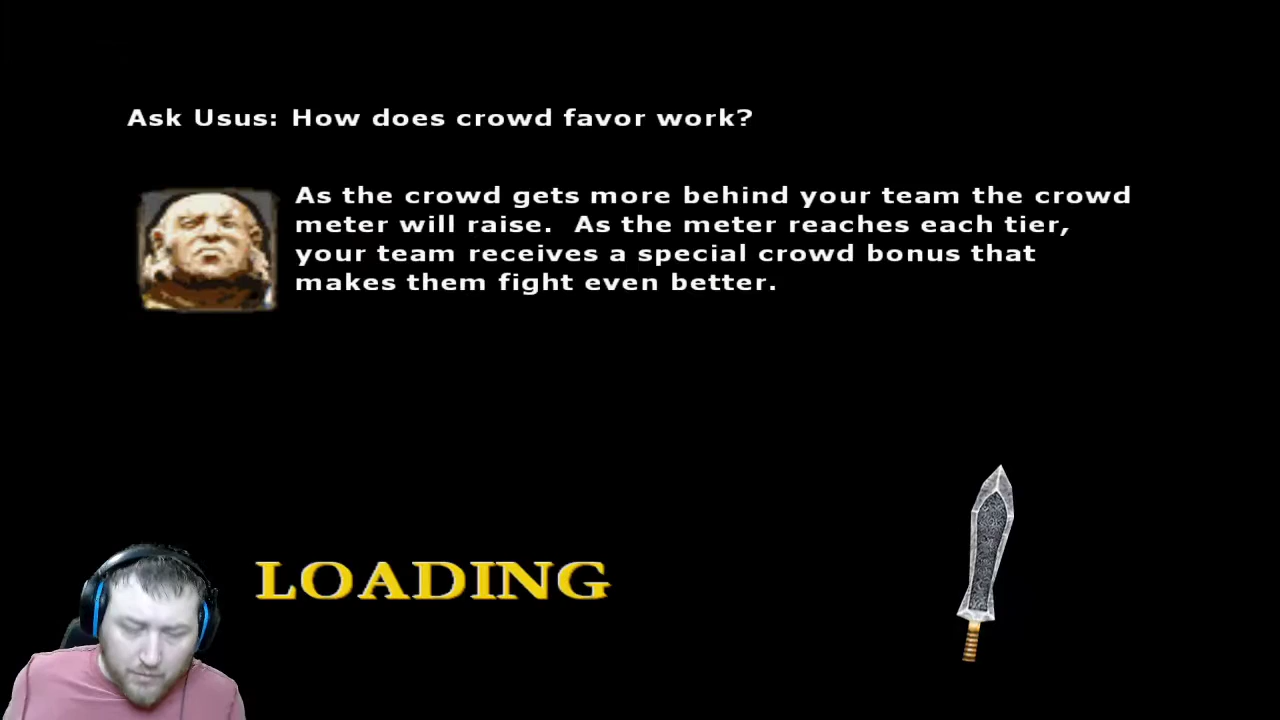 Ask Usus: How does crowd favor work?
As the crowd gets more behind your team the crowd
meter will raise.  As the meter reaches each tier,
your team receives a special crowd bonus that
makes them fight even better.
LOADING